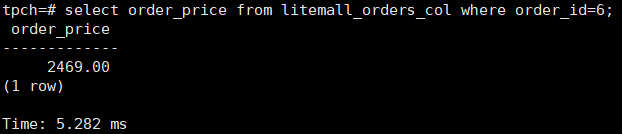 tpch=# select order_price from litemall_orders_col where order_id=6;
order_price
-------------
2469.00
(1 row)
Time: 5.282 ms